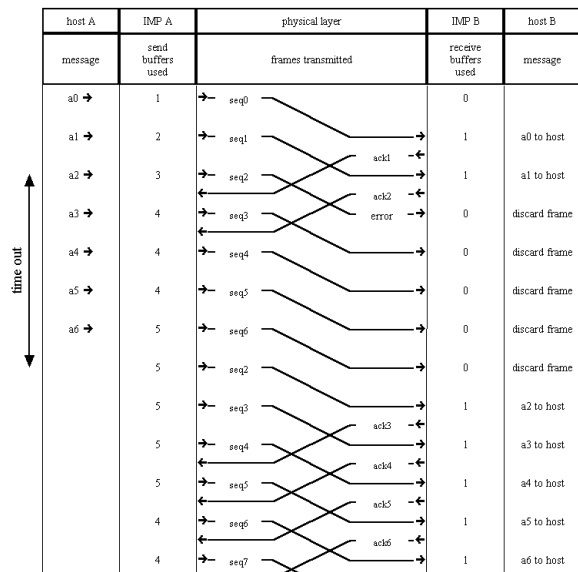 host A IMP A physical layer IMP B host B
message send buffers used frames transmitted receive buffers used message
a0 1 seq0 0
a1 2 seq1 1 a0 to host
ack1
a2 3 seq2 1 a1 to host
ack2
a3 4 seq3 error 0 discard frame
a4 4 seq4 0 discard frame
a5 4 seq5 0 discard frame
a6 5 seq6 0 discard frame
5 seq2 0 discard frame
5 seq3 1 a2 to host
ack3
5 seq4 1 a3 to host
ack4
5 seq5 1 a4 to host
ack5
4 seq6 1 a5 to host
ack6
4 seq7 1 a6 to host
time out